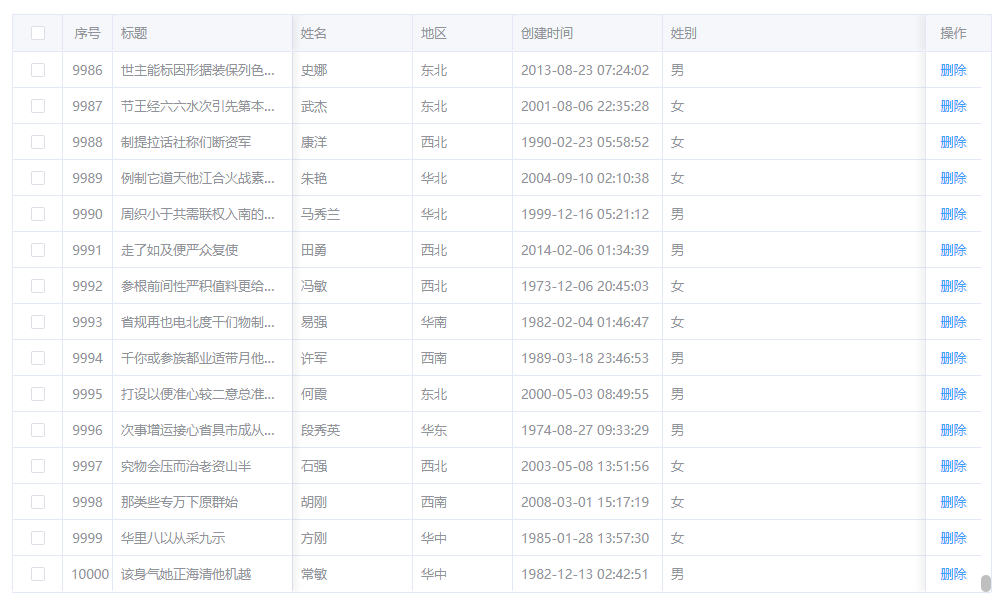 序号 标题 姓名 地区 创建时间 性别 操作
9986 世主能标因形据装保列色... 史娜 东北 2013-08-23 07:24:02 男 删除
9987 节王经六六水次引先第本... 武杰 东北 2001-08-06 22:35:28 女 删除
9988 制提拉话社称们断资军 康洋 西北 1990-02-23 05:58:52 女 删除
9989 例制它道天他江合火战素... 朱艳 华北 2004-09-10 02:10:38 女 删除
9990 周织小于共需联权入南的... 马秀兰 华北 1999-12-16 05:21:12 男 删除
9991 走了如及便严众复使 田勇 西北 2014-02-06 01:34:39 男 删除
9992 参根前间性严积值料更给... 冯敏 西北 1973-12-06 20:45:03 女 删除
9993 省规再也电北度干们物制... 易强 华南 1982-02-04 01:46:47 女 删除
9994 千你或参族都业适带月他... 许军 西南 1989-03-18 23:46:53 男 删除
9995 打设以便准心较二意总准... 何霞 东北 2000-05-03 08:49:55 男 删除
9996 次事增运接心省具市成从... 段秀英 华东 1974-08-27 09:33:29 男 删除
9997 究物会压而治老资山半 石强 西北 2003-05-08 13:51:56 女 删除
9998 那类些专万下原群始 胡刚 西南 2008-03-01 15:17:19 女 删除
9999 华里八以从采九示 方刚 华中 1985-01-28 13:57:30 女 删除
10000 该身气她正海清他机越 常敏 华中 1982-12-13 02:42:51 男 删除